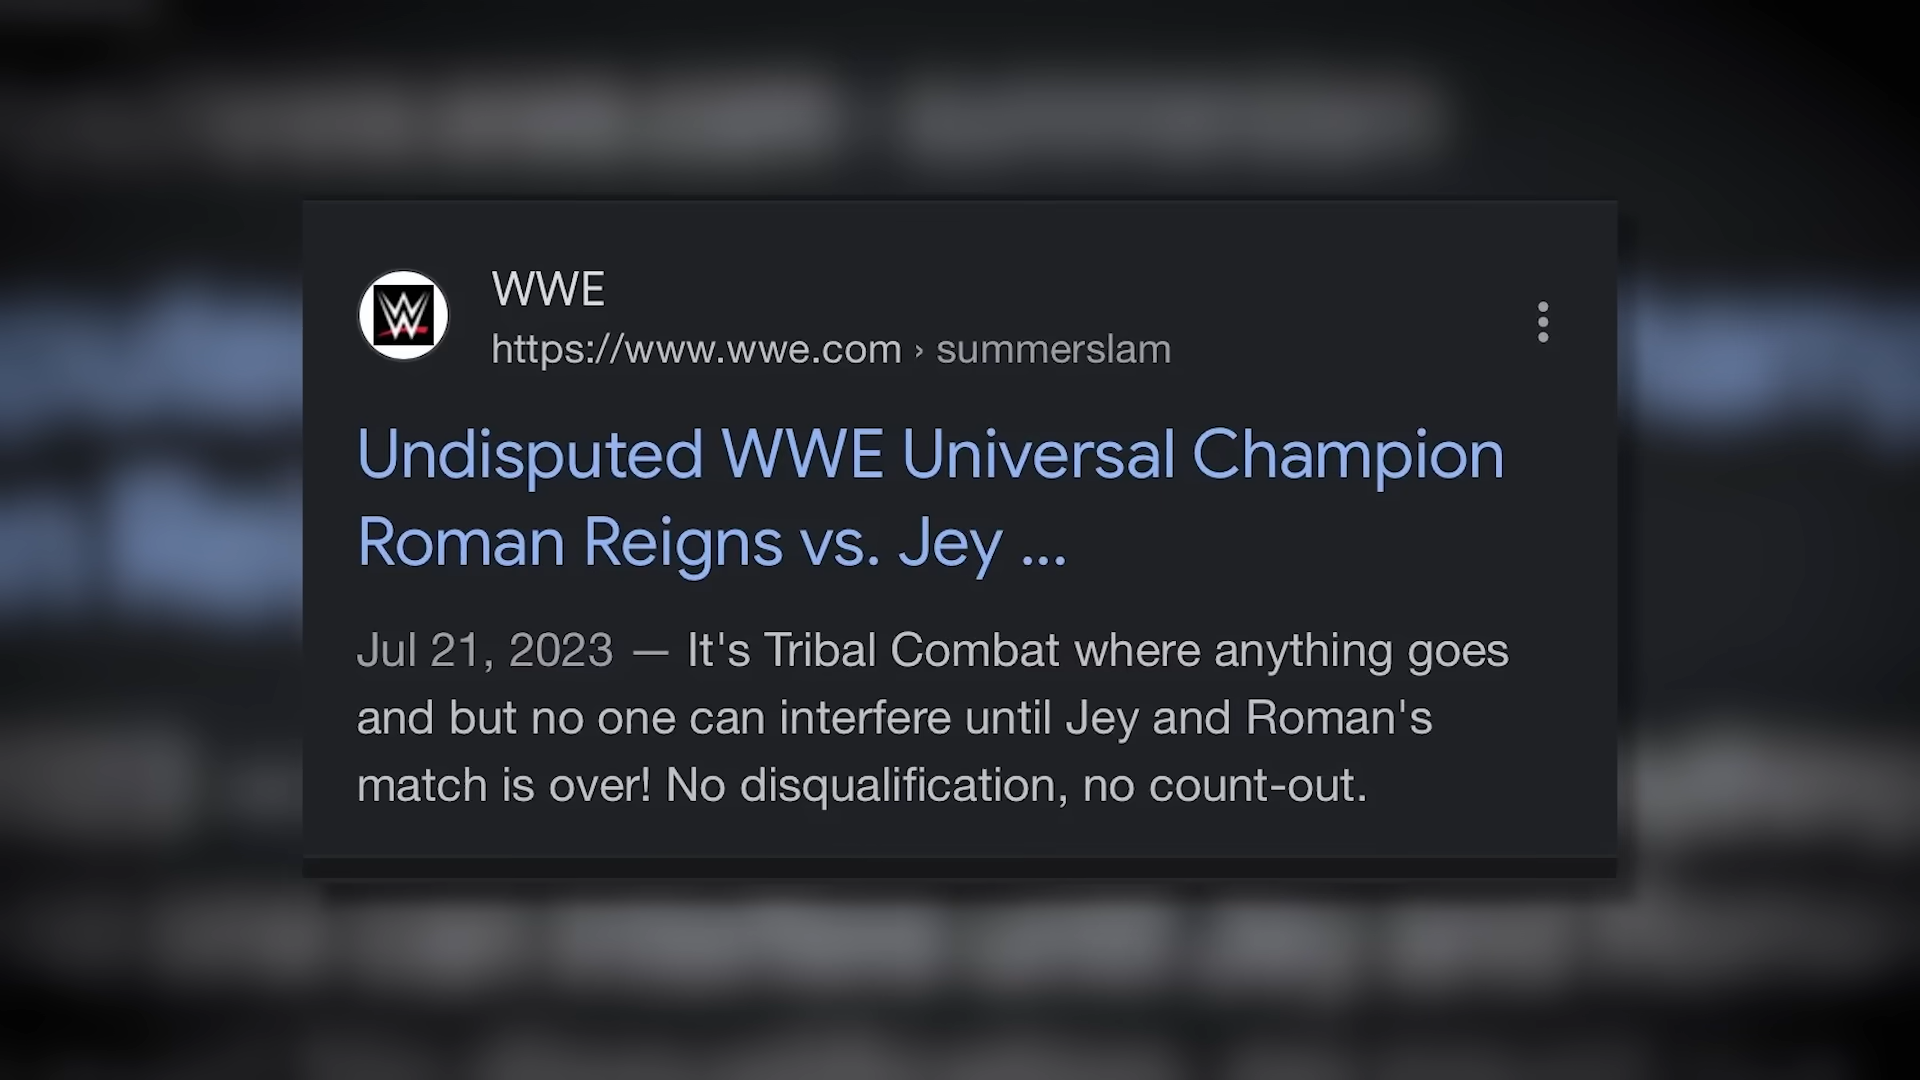 WWE
https://www.wwe.com › summerslam
Undisputed WWE Universal Champion
Roman Reigns vs. Jey ...
Jul 21, 2023 — It's Tribal Combat where anything goes
and but no one can interfere until Jey and Roman's
match is over! No disqualification, no count-out.